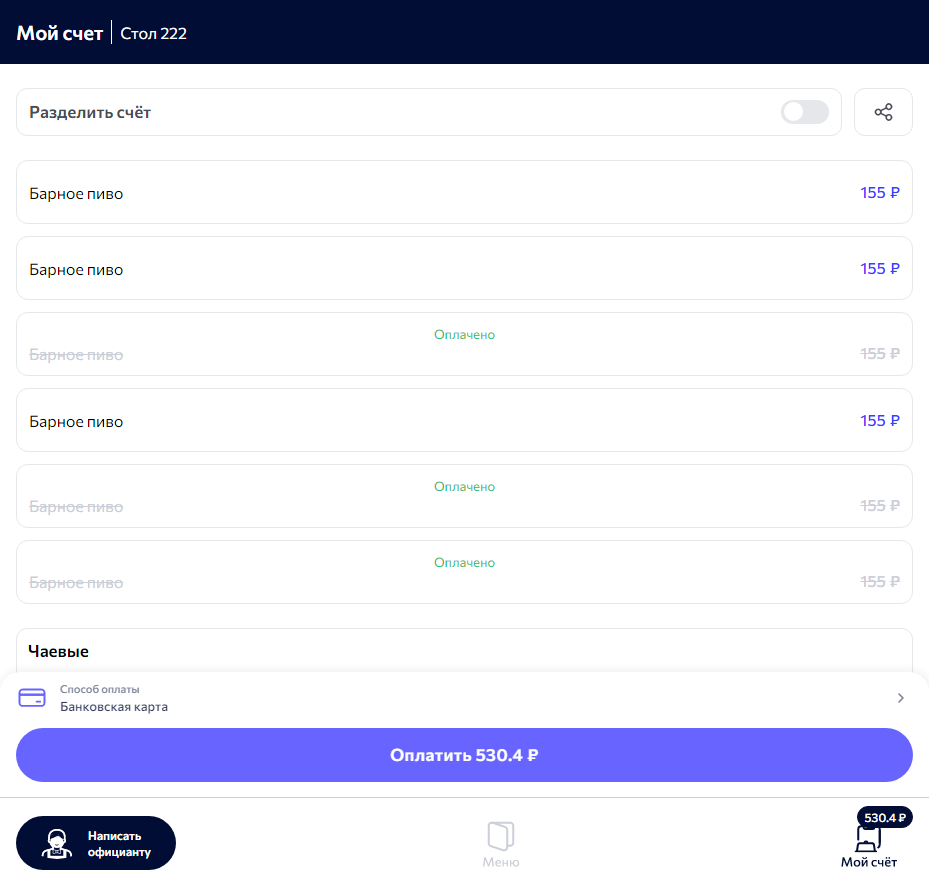 Мой счет
Стол 222
Разделить счёт
Барное пиво 155 ₽
Барное пиво 155 ₽
Оплачено
Барное пиво 155 ₽
Барное пиво 155 ₽
Оплачено
Барное пиво 155 ₽
Оплачено
Барное пиво 155 ₽
Чаевые
Способ оплаты
Банковская карта
Оплатить 530.4 ₽
Написать
официанту
Меню
530.4 ₽
Мой счёт